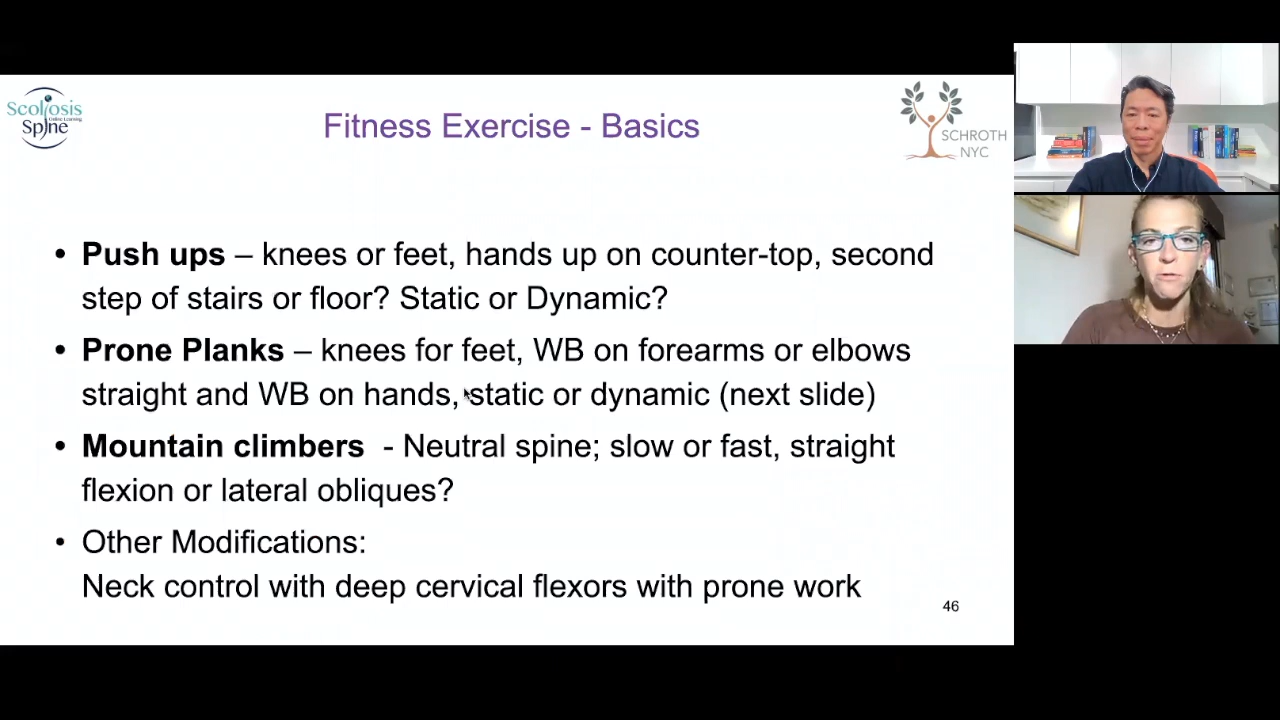 Scoliosis
Spine
Online Learning
Fitness Exercise - Basics
SCHROTH
NYC
• Push ups – knees or feet, hands up on counter-top, second
step of stairs or floor? Static or Dynamic?
• Prone Planks – knees for feet, WB on forearms or elbows
straight and WB on hands, static or dynamic (next slide)
• Mountain climbers - Neutral spine; slow or fast, straight
flexion or lateral obliques?
• Other Modifications:
Neck control with deep cervical flexors with prone work
46